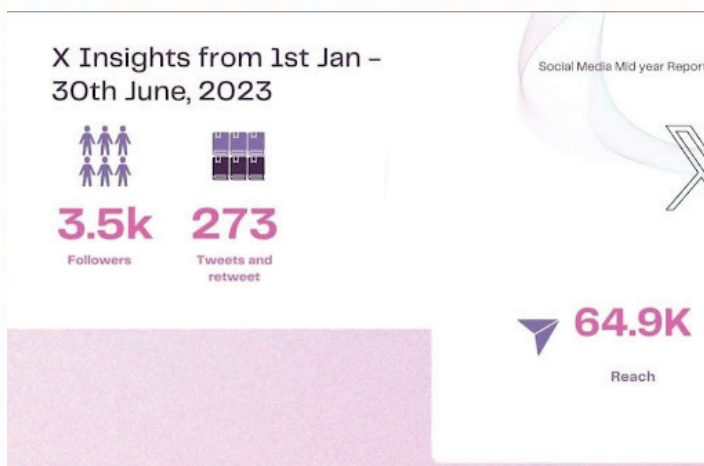 X Insights from 1st Jan –
30th June, 2023
Social Media Mid year Report
3.5k
273
Followers
Tweets and
retweet
64.9K
Reach